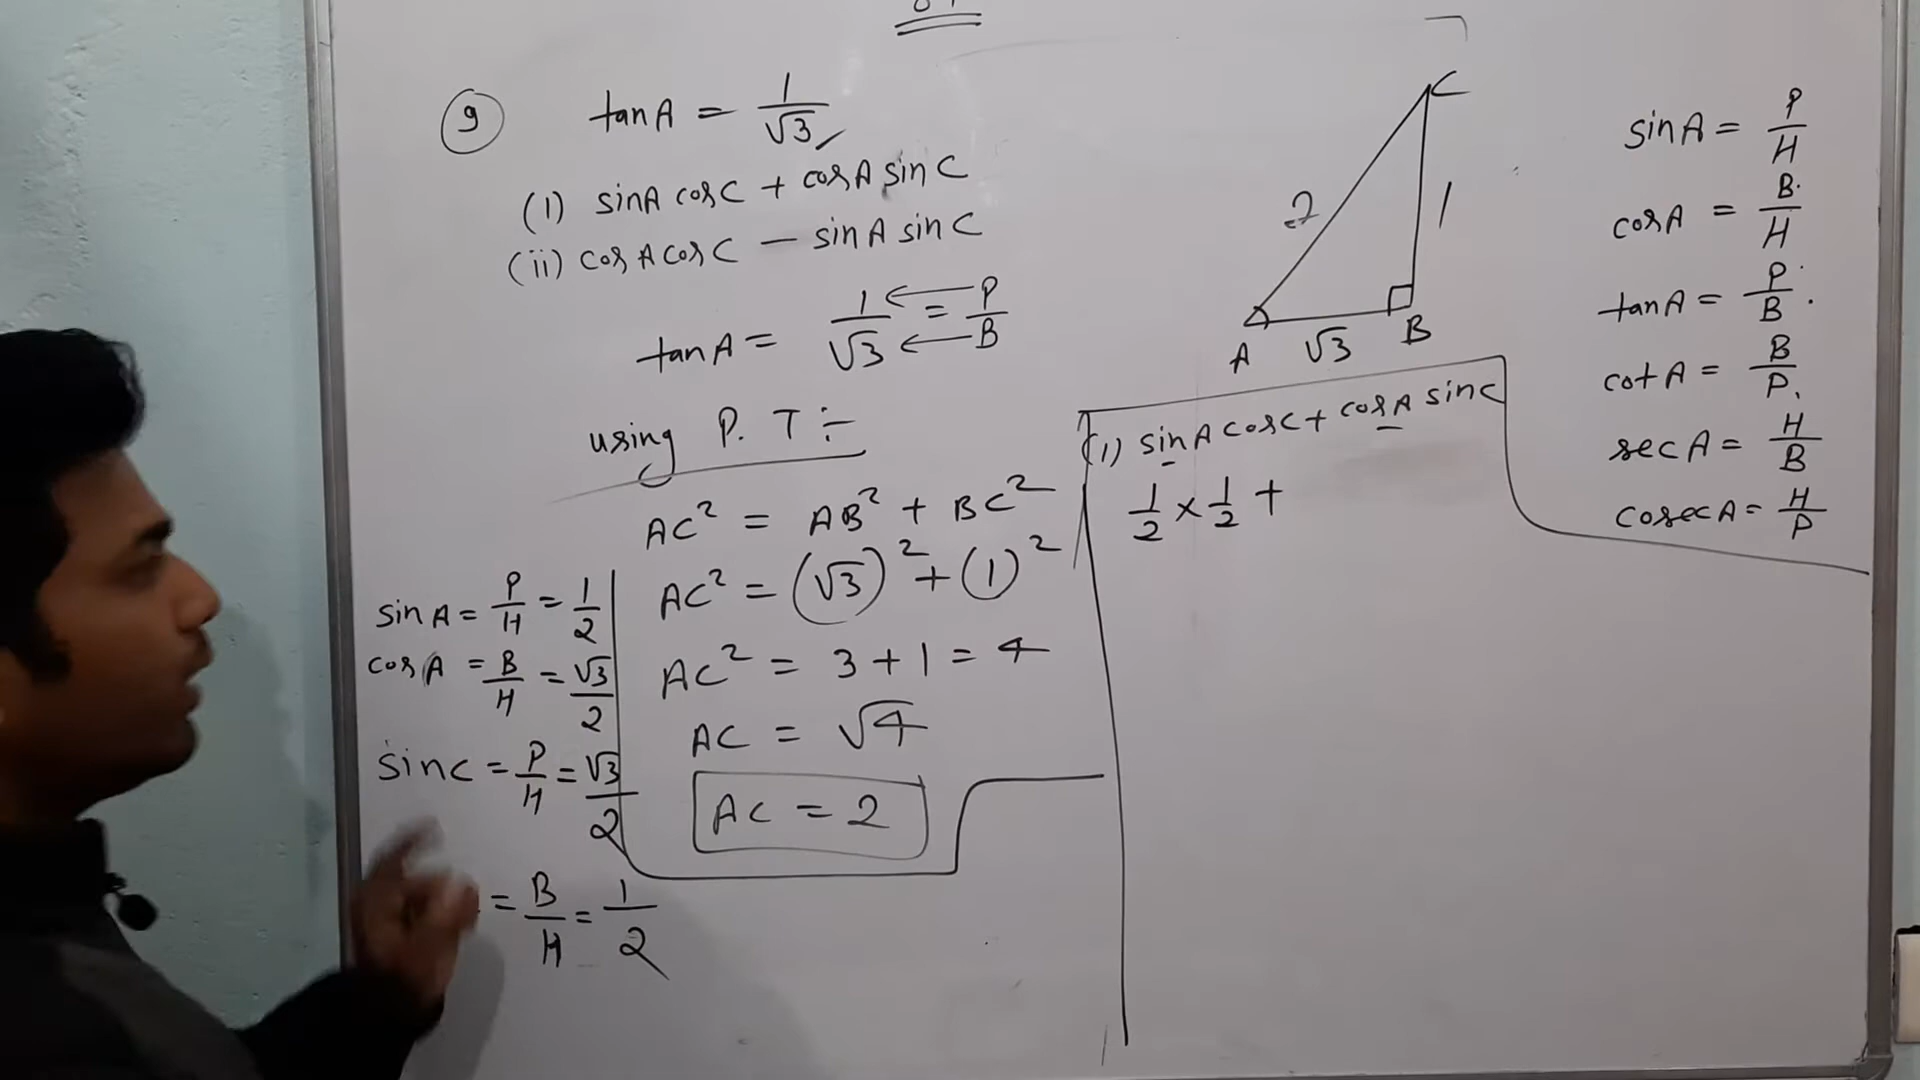 9 tanA = 1/√3
(i) sinA cosC + cosA sinC
(ii) cosA cosC − sinA sinC
tanA = 1/√3 = P/B
using P. T :-
AC² = AB² + BC²
AC² = (√3)² + (1)²
AC² = 3 + 1 = 4
AC = √4
AC = 2
sinA = P/H = 1/2
cosA = B/H = √3/2
sinC = P/H = √3/2
= B/H = 1/2
C
2
1
A √3 B
(i) sinA cosC + cosA sinC
1/2 × 1/2 +
sinA = P/H
cosA = B/H
tanA = P/B
cotA = B/P
secA = H/B
cosecA = H/P